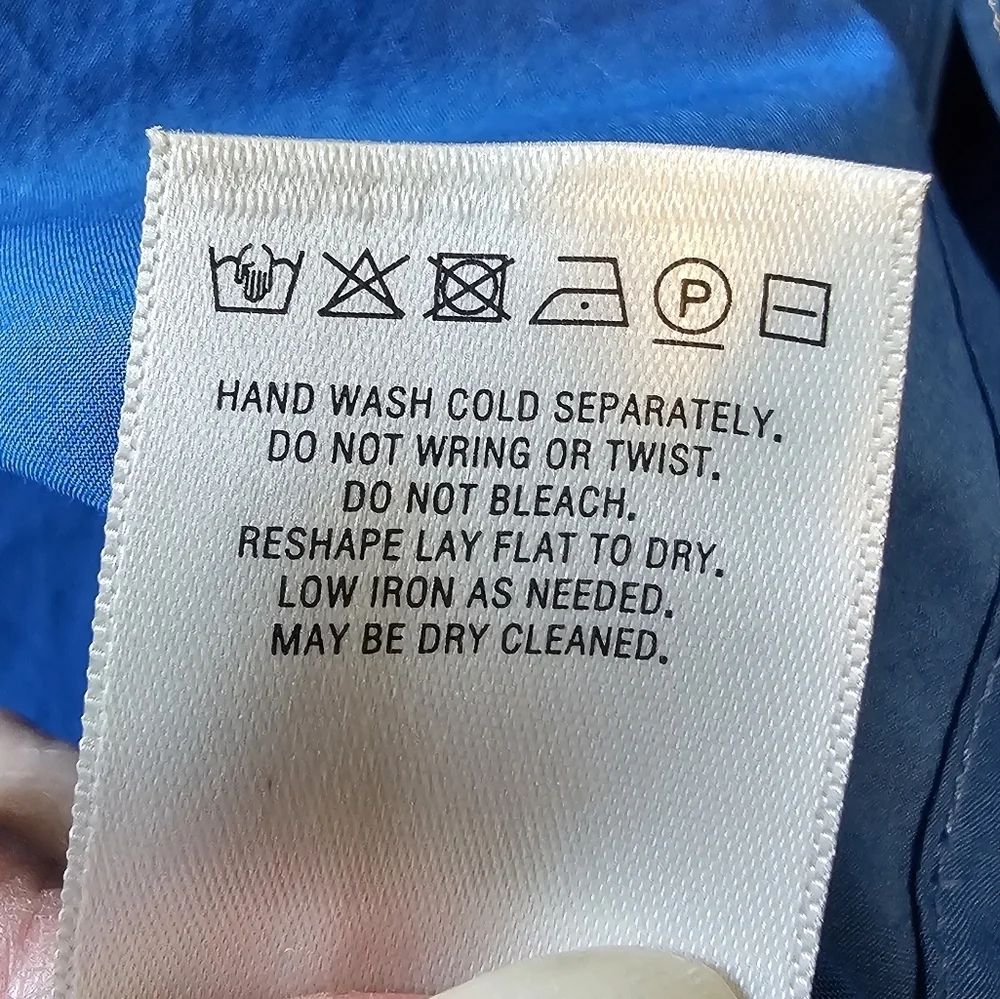 P
HAND WASH COLD SEPARATELY.
DO NOT WRING OR TWIST.
DO NOT BLEACH.
RESHAPE LAY FLAT TO DRY.
LOW IRON AS NEEDED.
MAY BE DRY CLEANED.